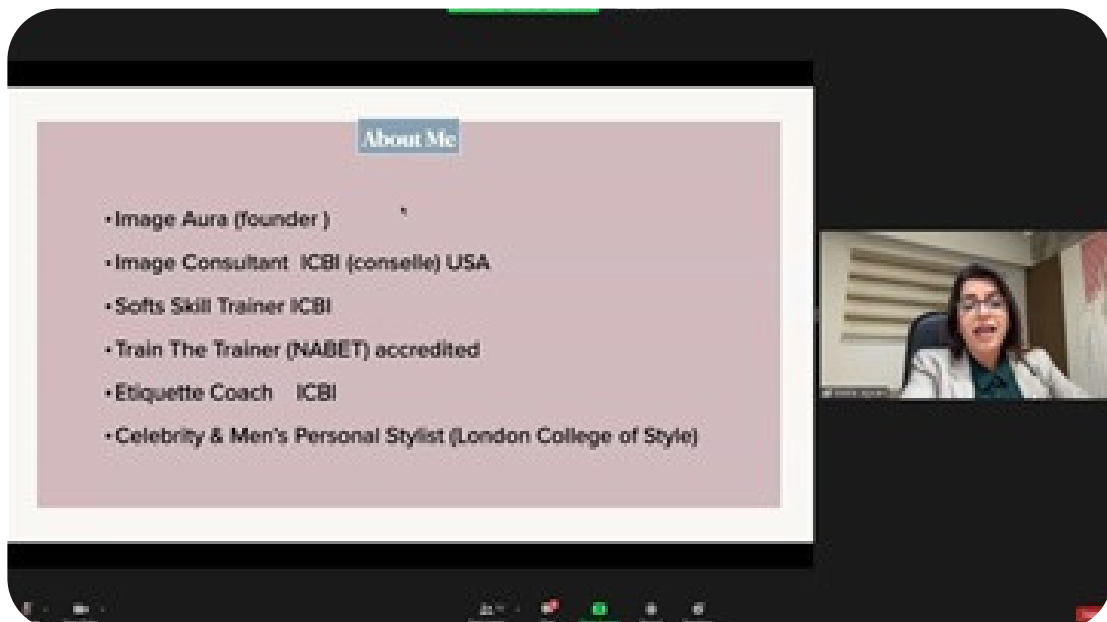 About Me
•Image Aura (founder )
•Image Consultant ICBI (conselle) USA
•Softs Skill Trainer ICBI
•Train The Trainer (NABET) accredited
•Etiquette Coach ICBI
•Celebrity & Men's Personal Stylist (London College of Style)